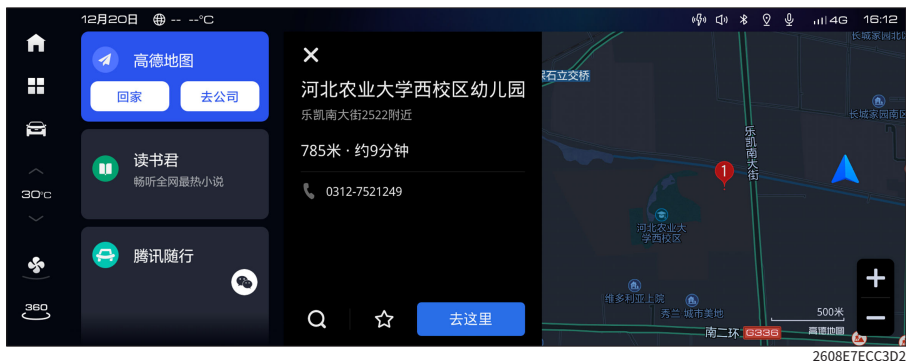 12月20日 -- --°C
4G 16:12
高德地图
回家 去公司
读书君
畅听全网最热小说
30°C
腾讯随行
360
河北农业大学西校区幼儿园
乐凯南大街2522附近
785米 · 约9分钟
0312-7521249
去这里
石立交桥
长城家园北
长城家园南区
乐凯南大街
1
河北农业大
学西校区
维多利亚上院
秀兰·城市美地
南二环 G336
500米
高德地图
+
−
2608E7ECC3D2